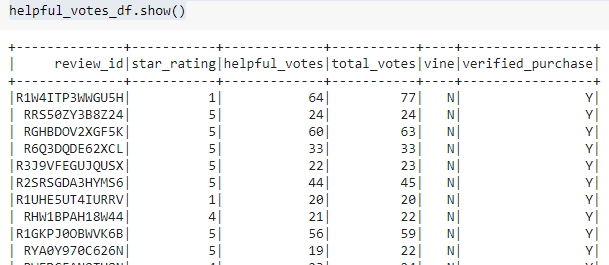 helpful_votes_df.show()
+--------------+-----------+-------------+-----------+----+-----------------+
|     review_id|star_rating|helpful_votes|total_votes|vine|verified_purchase|
+--------------+-----------+-------------+-----------+----+-----------------+
|R1W4ITP3WWGU5H|          1|           64|         77|   N|                Y|
| RRS50ZY3B8Z24|          5|           24|         24|   N|                Y|
| RGHBDOV2XGF5K|          5|           60|         63|   N|                Y|
| R6Q3DQDE62XCL|          5|           33|         33|   N|                Y|
|R3J9VFEGUJQUSX|          5|           22|         23|   N|                Y|
|R2SRSGDA3HYMS6|          5|           44|         45|   N|                Y|
|R1UHE5UT4IURRV|          1|           20|         20|   N|                Y|
| RHW1BPAH18W44|          4|           21|         22|   N|                Y|
|R1GKPJ0OBWVK6B|          5|           56|         59|   N|                Y|
| RYA0Y970C626N|          5|           19|         22|   N|                Y|